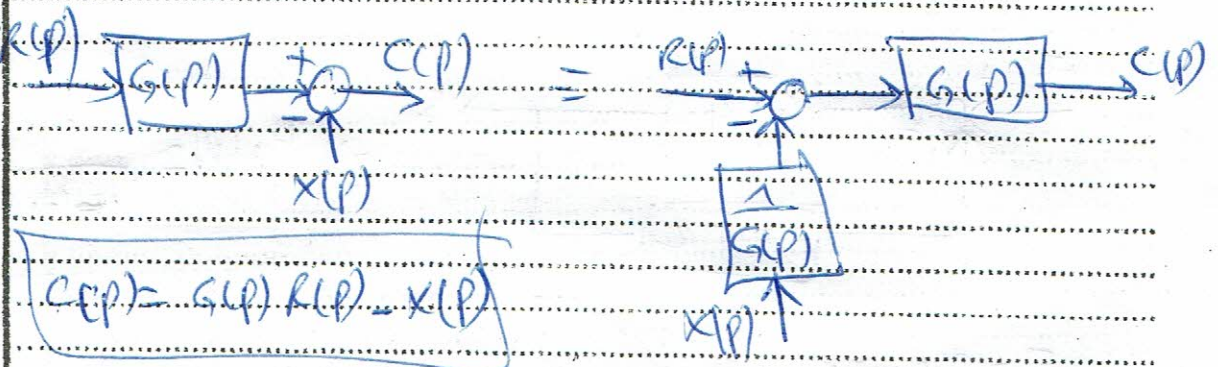 R(p) G(p) + C(p) = R(p) + G(p) C(p)
- -
X(p) 1
G(p)
C(p) = G(p) R(p) - X(p)
X(p)